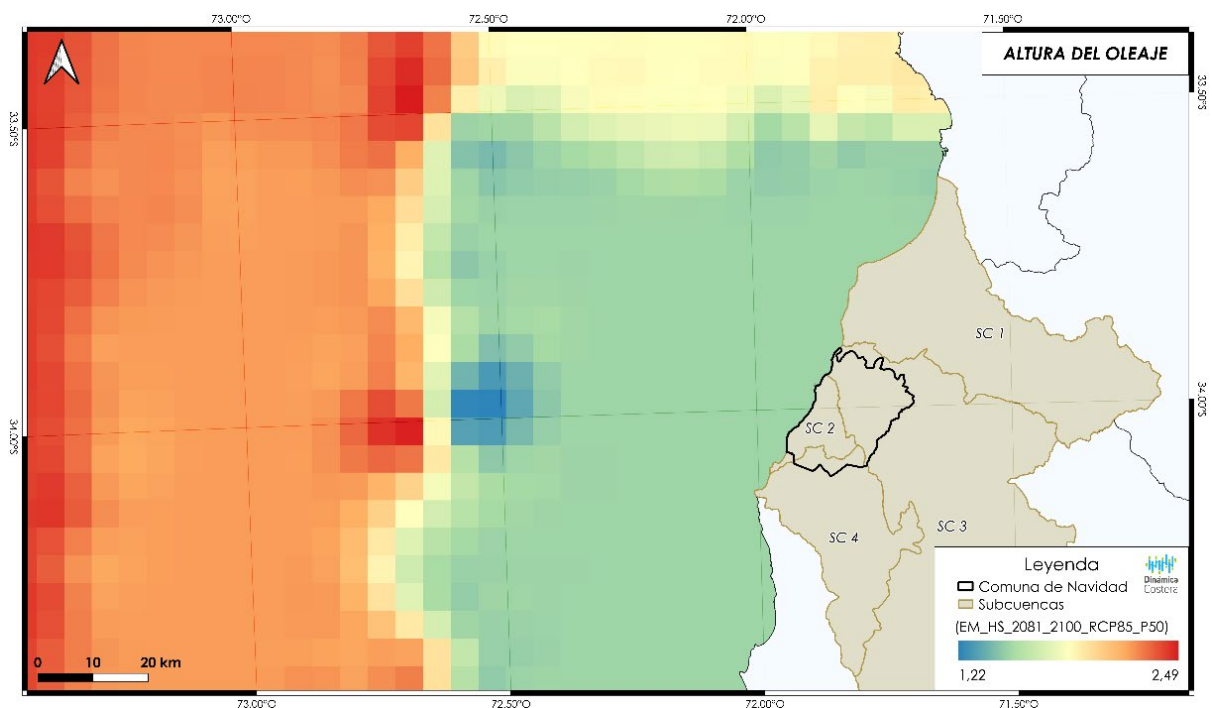 73.00°O
72.50°O
72.00°O
71.50°O
ALTURA DEL OLEAJE
33.50°S
33.50°S
SC 1
34.00°S
34.00°S
SC 2
SC 3
SC 4
Leyenda
Dinámica
Costera
Comuna de Navidad
Subcuencas
(EM_HS_2081_2100_RCP85_P50)
1,22
2,49
0
10
20 km
73.00°O
72.50°O
72.00°O
71.50°O